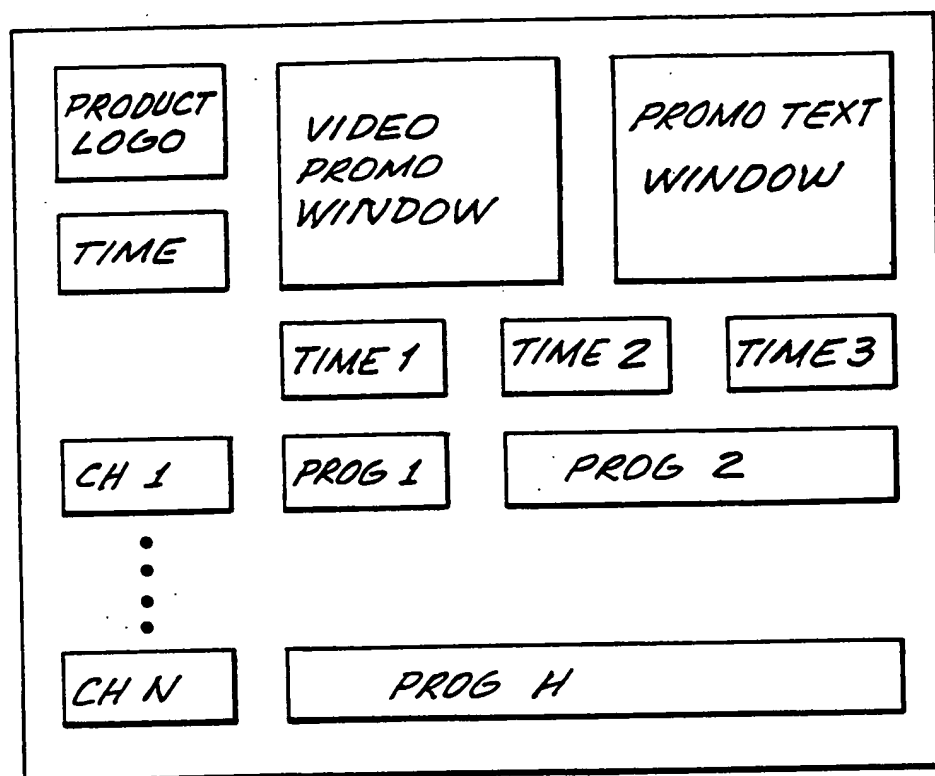 PRODUCT
LOGO
VIDEO
PROMO
WINDOW
PROMO TEXT
WINDOW
TIME
TIME 1
TIME 2
TIME 3
CH 1
PROG 1
PROG 2
CH N
PROG H